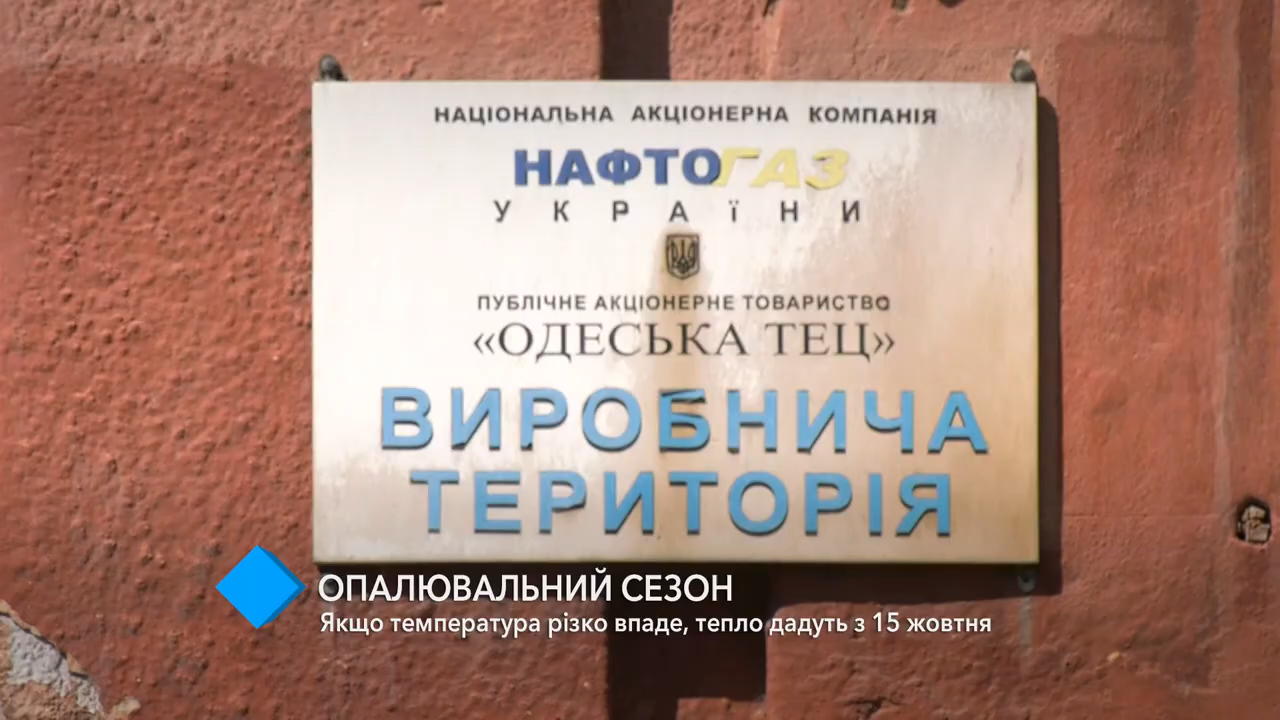 НАЦІОНАЛЬНА АКЦІОНЕРНА КОМПАНІЯ
НАФТОГАЗ
УКРАЇНИ
ПУБЛІЧНЕ АКЦІОНЕРНЕ ТОВАРИСТВО
«ОДЕСЬКА ТЕЦ»
ВИРОБНИЧА
ТЕРИТОРІЯ
ОПАЛЮВАЛЬНИЙ СЕЗОН
Якщо температура різко впаде, тепло дадуть з 15 жовтня